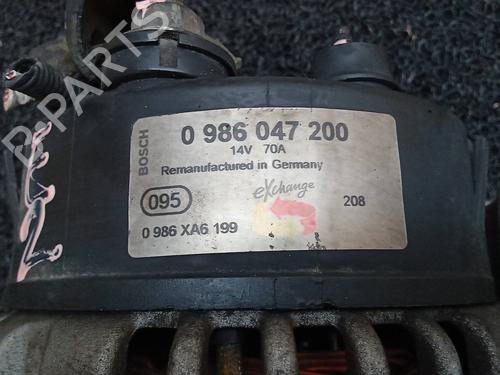 B-PARTS
BOSCH
0 986 047 200
14V 70A
Remanufactured in Germany
eXchange
095
208
0 986 XA6 199